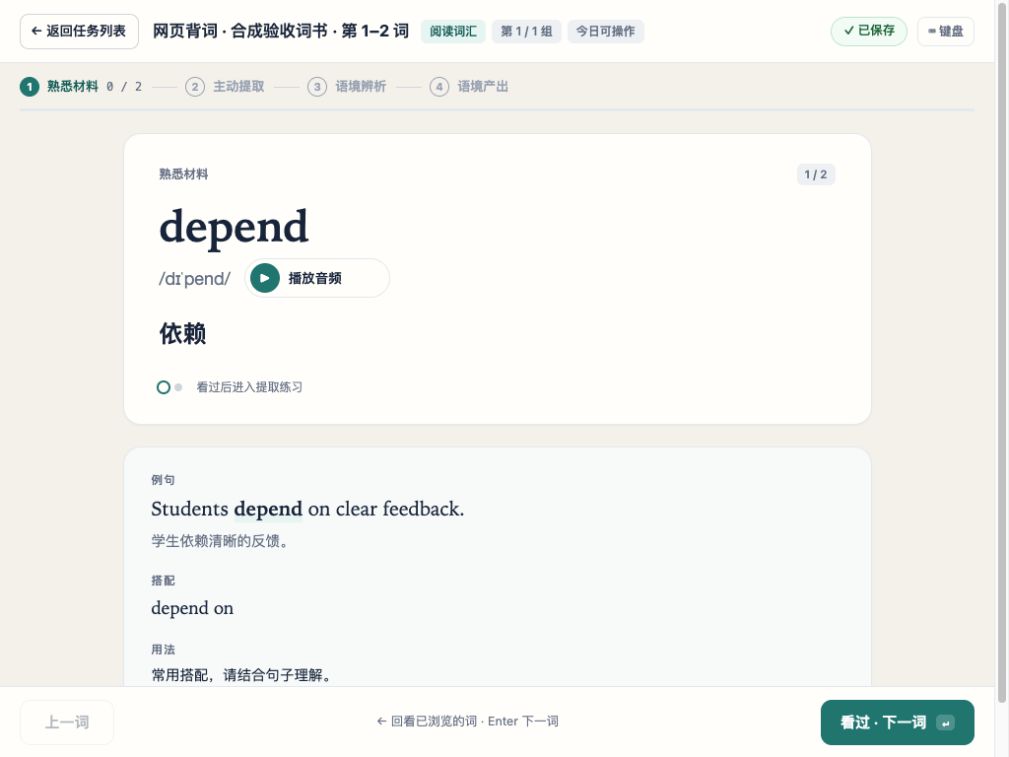 ← 返回任务列表 网页背词 · 合成验收词书 · 第 1–2 词 阅读词汇 第 1 / 1 组 今日可操作 ✓ 已保存 ⌨ 键盘
1 熟悉材料 0 / 2 2 主动提取 3 语境辨析 4 语境产出
熟悉材料 1 / 2
depend
/dɪˈpend/ 播放音频
依赖
看过后进入提取练习
例句
Students depend on clear feedback.
学生依赖清晰的反馈。
搭配
depend on
用法
常用搭配，请结合句子理解。
上一词 ← 回看已浏览的词 · Enter 下一词 看过 · 下一词 ↵